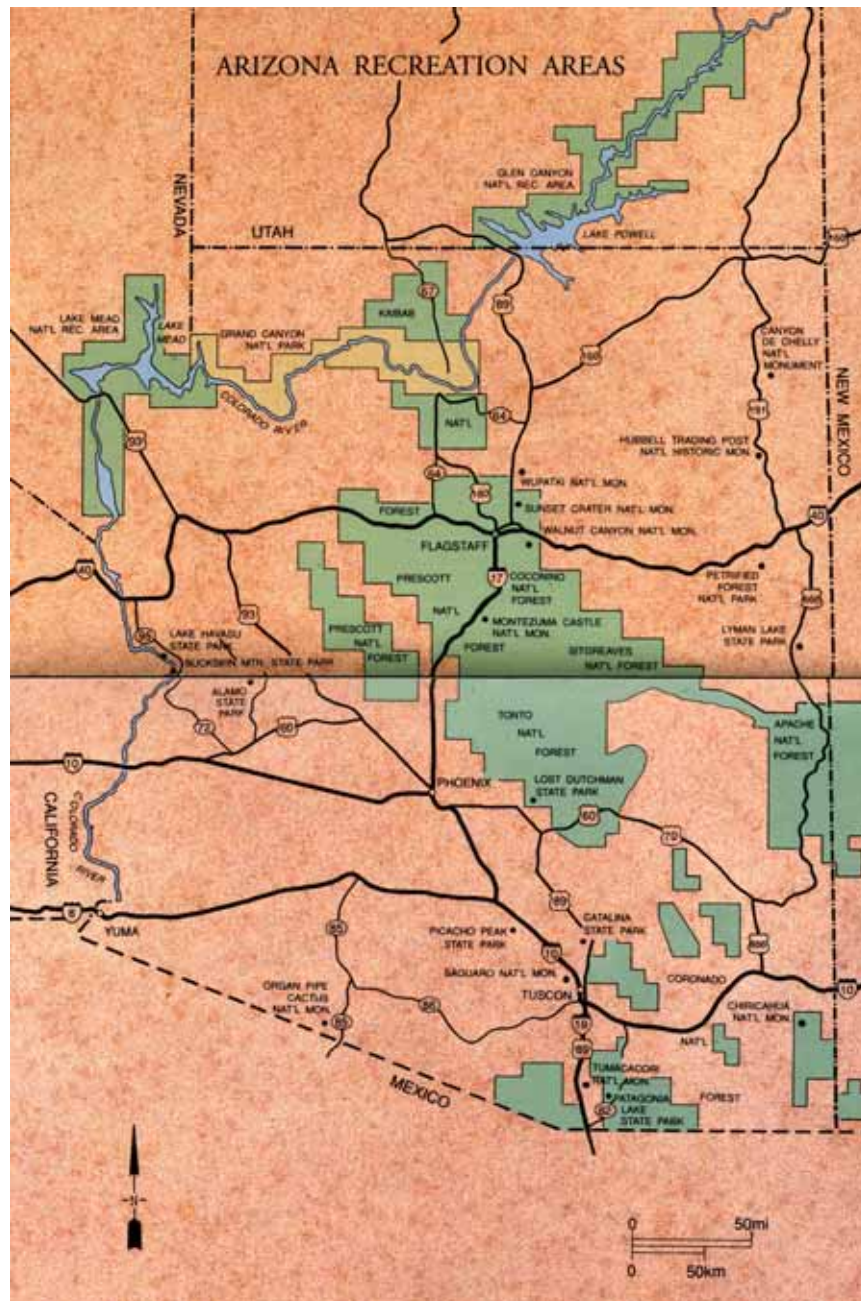 ARIZONA RECREATION AREAS
NEVADA
UTAH
GLEN CANYON
NAT'L REC. AREA
LAKE POWELL
160
67
89
LAKE MEAD
NAT'L REC. AREA
LAKE
MEAD
GRAND CANYON
NAT'L PARK
KAIBAB
COLORADO RIVER
160
CANYON
DE CHELLY
NAT'L
MONUMENT
NEW MEXICO
64
NAT'L
191
93
HUBBELL TRADING POST
NAT'L HISTORIC MON.
64
180
WUPATKI NAT'L MON.
FOREST
SUNSET CRATER NAT'L MON.
40
WALNUT CANYON NAT'L MON.
FLAGSTAFF
40
17
COCONINO
NAT'L
FOREST
PETRIFIED
FOREST
NAT'L PARK
PRESCOTT
NAT'L
FOREST
93
666
95
LAKE HAVASU
STATE PARK
BUCKSKIN MTN. STATE PARK
PRESCOTT
NAT'L
FOREST
MONTEZUMA CASTLE
NAT'L MON.
LYMAN LAKE
STATE PARK
SITGREAVES
NAT'L FOREST
ALAMO
STATE
PARK
72
60
TONTO
NAT'L
FOREST
APACHE
NAT'L
FOREST
10
PHOENIX
LOST DUTCHMAN
STATE PARK
CALIFORNIA
COLORADO
RIVER
60
70
89
8
YUMA
85
PICACHO PEAK
STATE PARK
CATALINA
STATE PARK
666
10
SAGUARO NAT'L MON.
CORONADO
10
ORGAN PIPE
CACTUS
NAT'L MON.
85
86
TUSCON
CHIRICAHUA
NAT'L MON.
19
89
NAT'L
MEXICO
TUMACACORI
NAT'L MON.
PATAGONIA
LAKE
STATE PARK
82
FOREST
N
0 50mi
0 50km